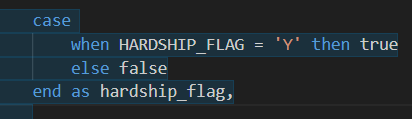 case
when HARDSHIP_FLAG = 'Y' then true
else false
end as hardship_flag,